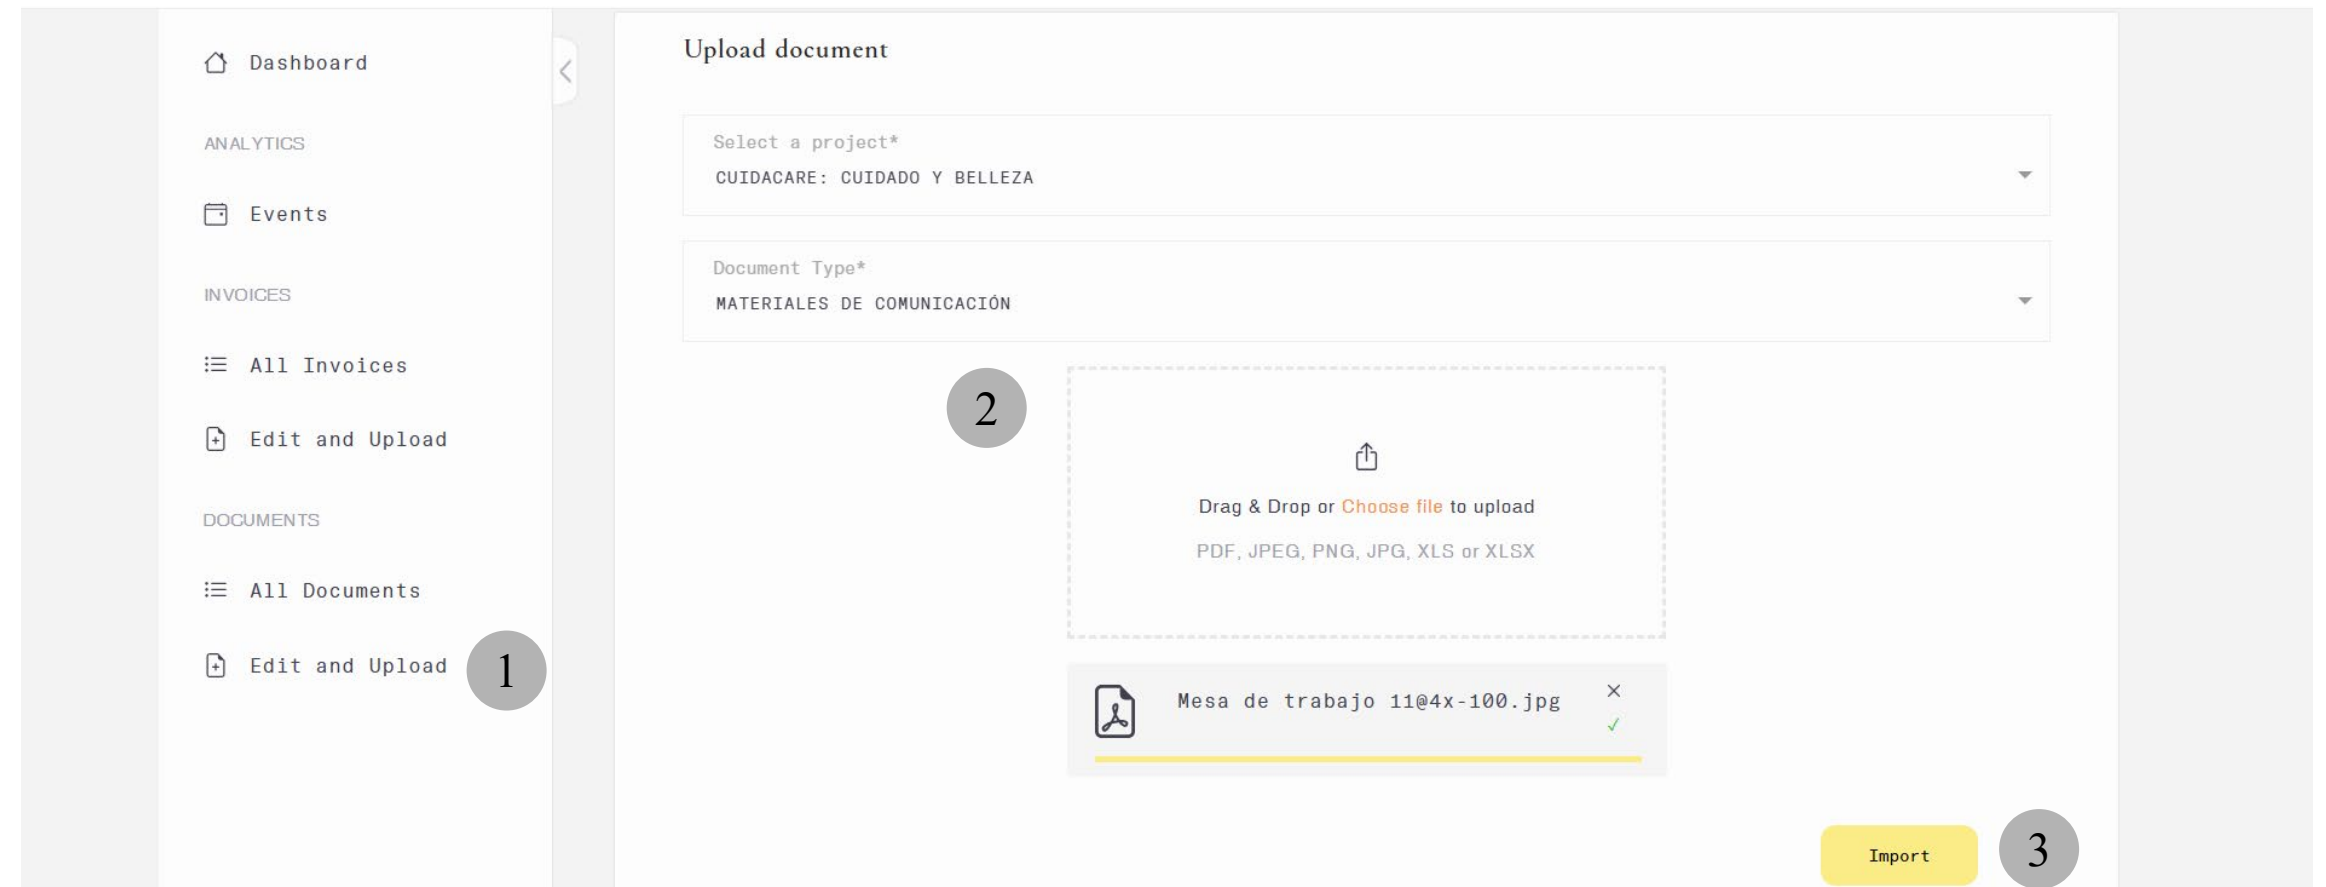 Dashboard
ANALYTICS
Events
INVOICES
All Invoices
Edit and Upload
DOCUMENTS
All Documents
Edit and Upload
1
Upload document
Select a project*
CUIDACARE: CUIDADO Y BELLEZA
Document Type*
MATERIALES DE COMUNICACIÓN
2
Drag & Drop or Choose file to upload
PDF, JPEG, PNG, JPG, XLS or XLSX
Mesa de trabajo 11@4x-100.jpg
Import
3